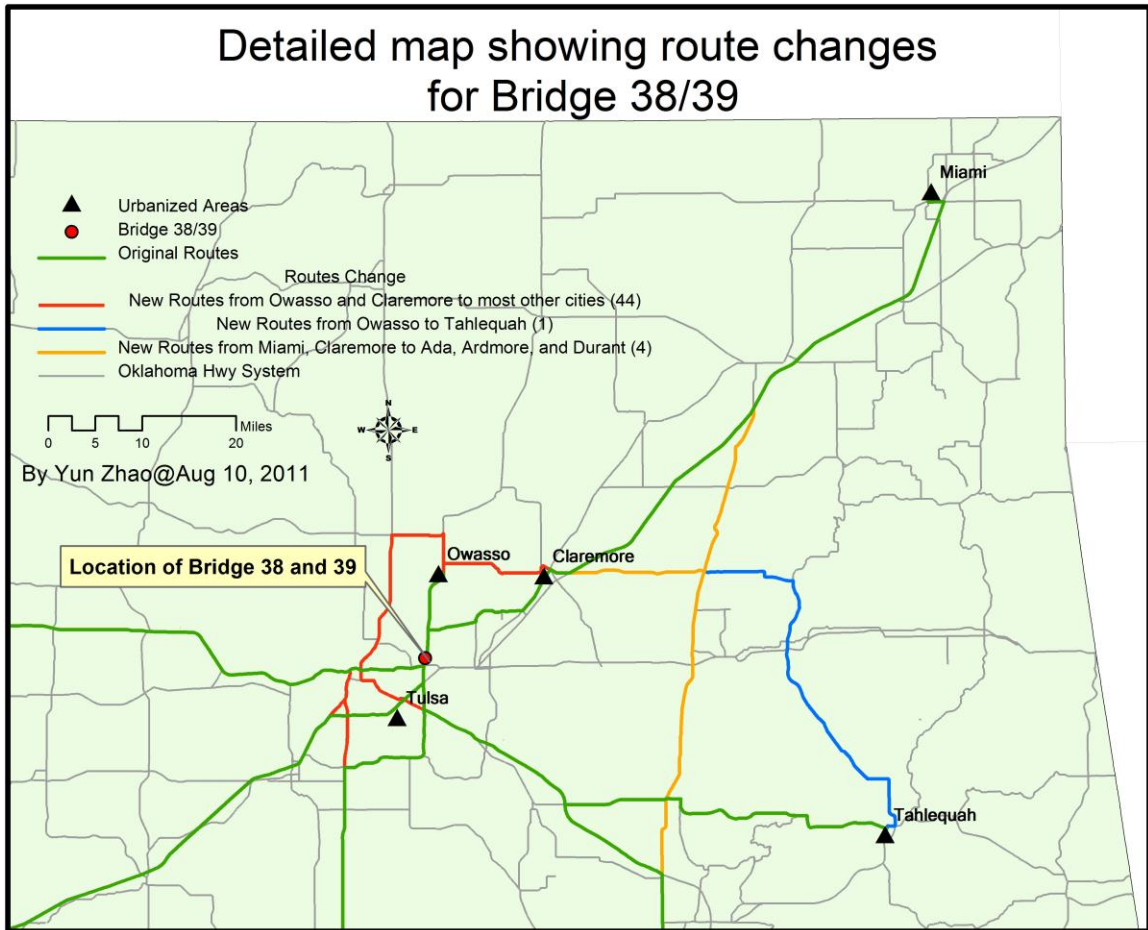 Detailed map showing route changes
for Bridge 38/39
Miami
Urbanized Areas
Bridge 38/39
Original Routes
Routes Change
New Routes from Owasso and Claremore to most other cities (44)
New Routes from Owasso to Tahlequah (1)
New Routes from Miami, Claremore to Ada, Ardmore, and Durant (4)
Oklahoma Hwy System
N
W E
S
Miles
0 5 10 20
By Yun Zhao@Aug 10, 2011
Owasso
Claremore
Location of Bridge 38 and 39
Tulsa
Tahlequah